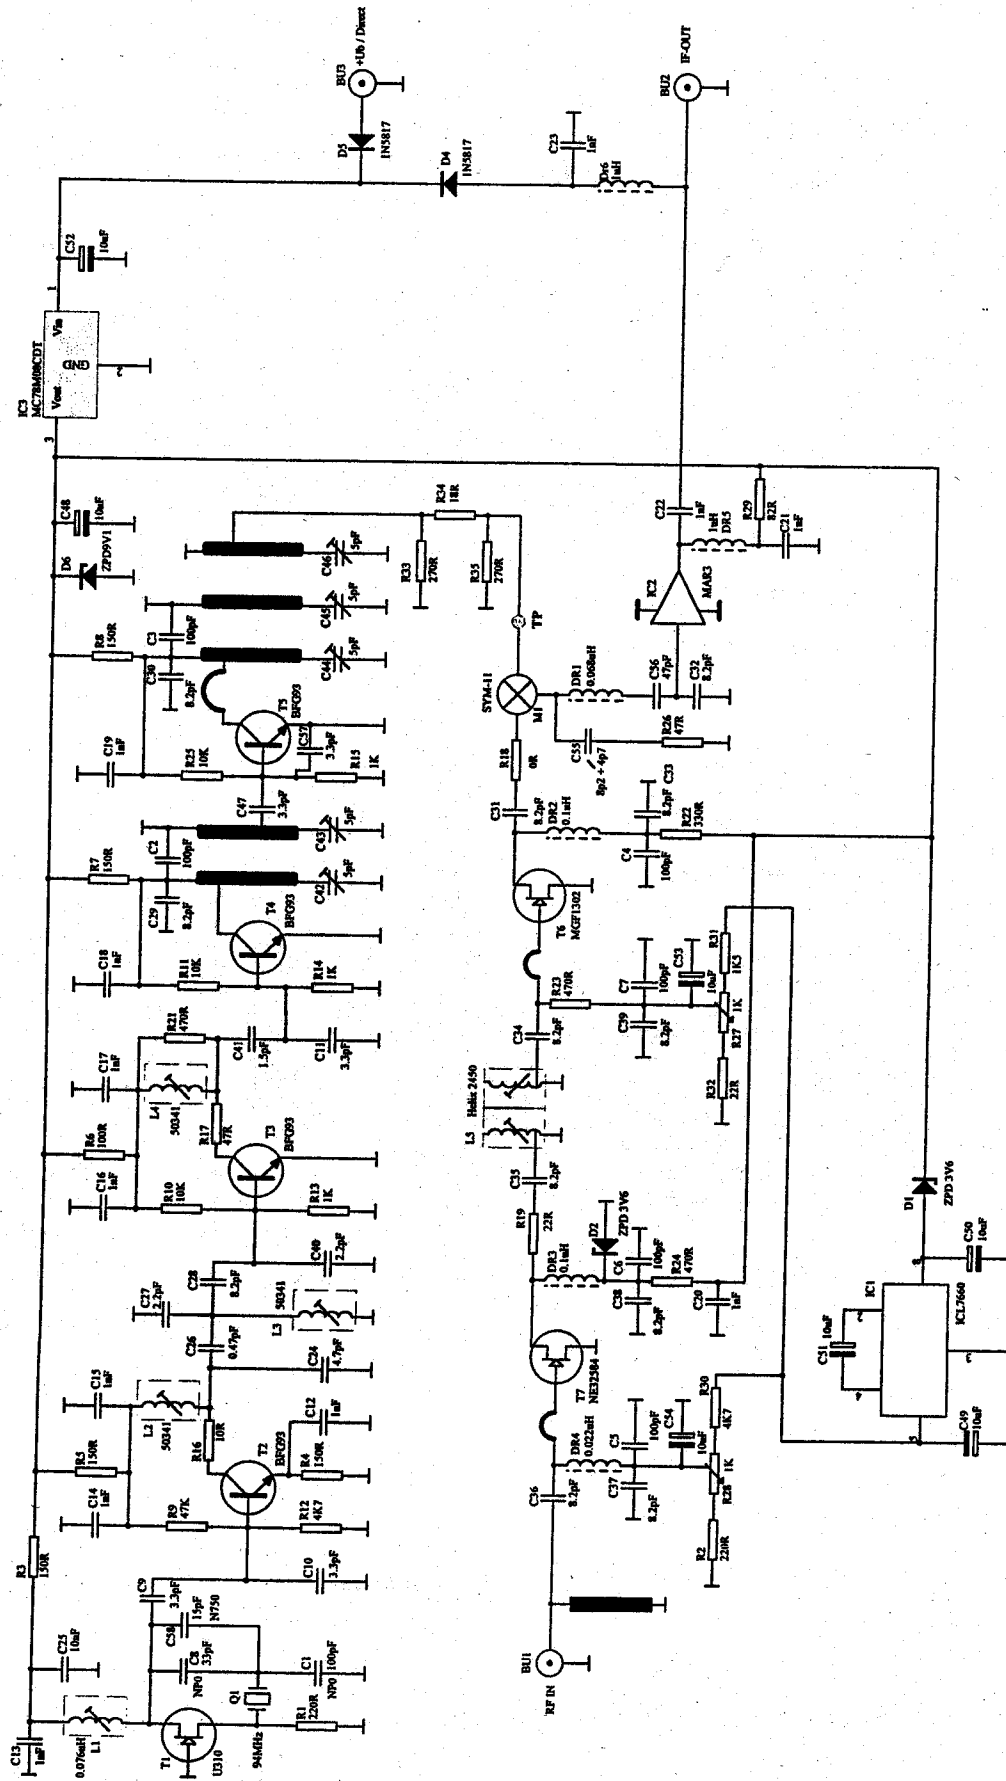 C13
1nF
0.076uH
L1
C25
10nF
R3
150R
T1
U310
94MHz
Q1
R1
220R
C8
33pF
NP0
C58
15pF
N750
C1
100pF
NP0
C9
3.3pF
C10
3.3pF
C14
1nF
R5
150R
C15
1nF
L2
50341
R9
47K
R16
10R
T2
BFG93
R12
4K7
R4
150R
C12
1nF
C24
4.7pF
C26
0.47pF
C27
2.2pF
L3
50341
C28
8.2pF
C40
2.2pF
C16
1nF
R6
100R
C17
1nF
L4
50341
R10
10K
R17
47R
T3
BFG93
R13
1K
R21
470R
C41
1.5pF
C11
3.3pF
C18
1nF
R11
10K
R14
1K
T4
BFG93
R7
150R
C29
8.2pF
C2
100pF
C42
5pF
C43
5pF
C47
3.3pF
C19
1nF
R25
10K
R15
1K
T5
BFG93
C57
3.3pF
R8
150R
C30
8.2pF
C3
100pF
C44
5pF
C45
5pF
C46
5pF
D6
ZPD9V1
C48
10uF
3
IC3
MC78M08CDT
Vout
GND
Vin
2
1
C52
10uF
R33
270R
R34
18R
R35
270R
TP
SYM-11
M1
R18
0R
DR1
0.068uH
C55
8p2 + 4p7
R26
47R
C56
47pF
C32
8.2pF
IC2
MAR3
C22
1nF
1uH
DR5
R29
82R
C21
1nF
BU3
+Ub / Direct
D5
1N5817
D4
1N5817
C23
1nF
Dr6
1uH
BU2
IF-OUT
BU1
RF IN
C36
8.2pF
DR4
0.022uH
T7
NE32584
C37
8.2pF
C5
100pF
C54
10uF
R2
220R
R28
1K
R30
4K7
DR3
0.1uH
R19
22R
D2
ZPD 3V6
C38
8.2pF
C6
100pF
R24
470R
C20
1nF
C35
8.2pF
L5
Helix 2450
C34
8.2pF
R23
470R
C39
8.2pF
C7
100pF
C53
10uF
R32
22R
R27
1K
R31
1K5
T6
MGF1302
C31
8.2pF
DR2
0.1uH
C4
100pF
8.2pF
C33
R22
330R
C49
10uF
5
C51
10uF
4
2
3
8
IC1
ICL7660
C50
10uF
D1
ZPD 3V6